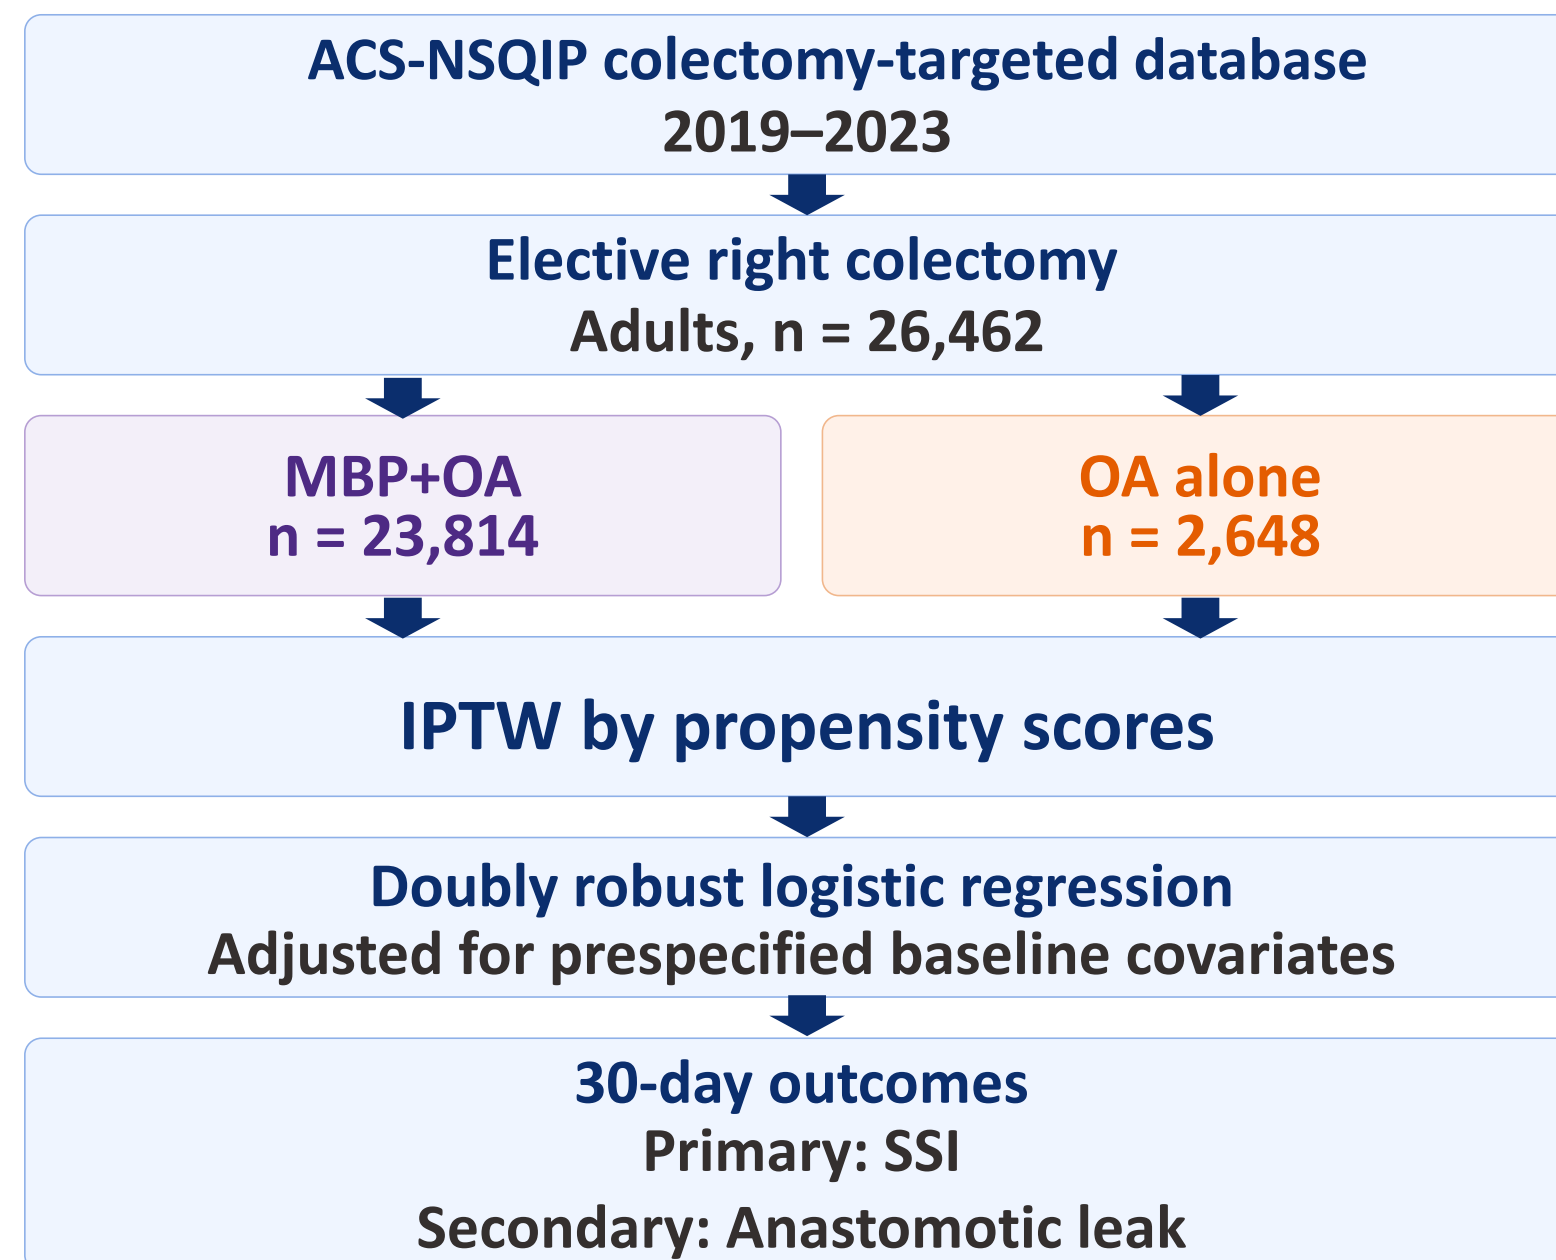 ACS-NSQIP colectomy-targeted database
2019–2023
Elective right colectomy
Adults, n = 26,462
MBP+OA
n = 23,814
OA alone
n = 2,648
IPTW by propensity scores
Doubly robust logistic regression
Adjusted for prespecified baseline covariates
30-day outcomes
Primary: SSI
Secondary: Anastomotic leak